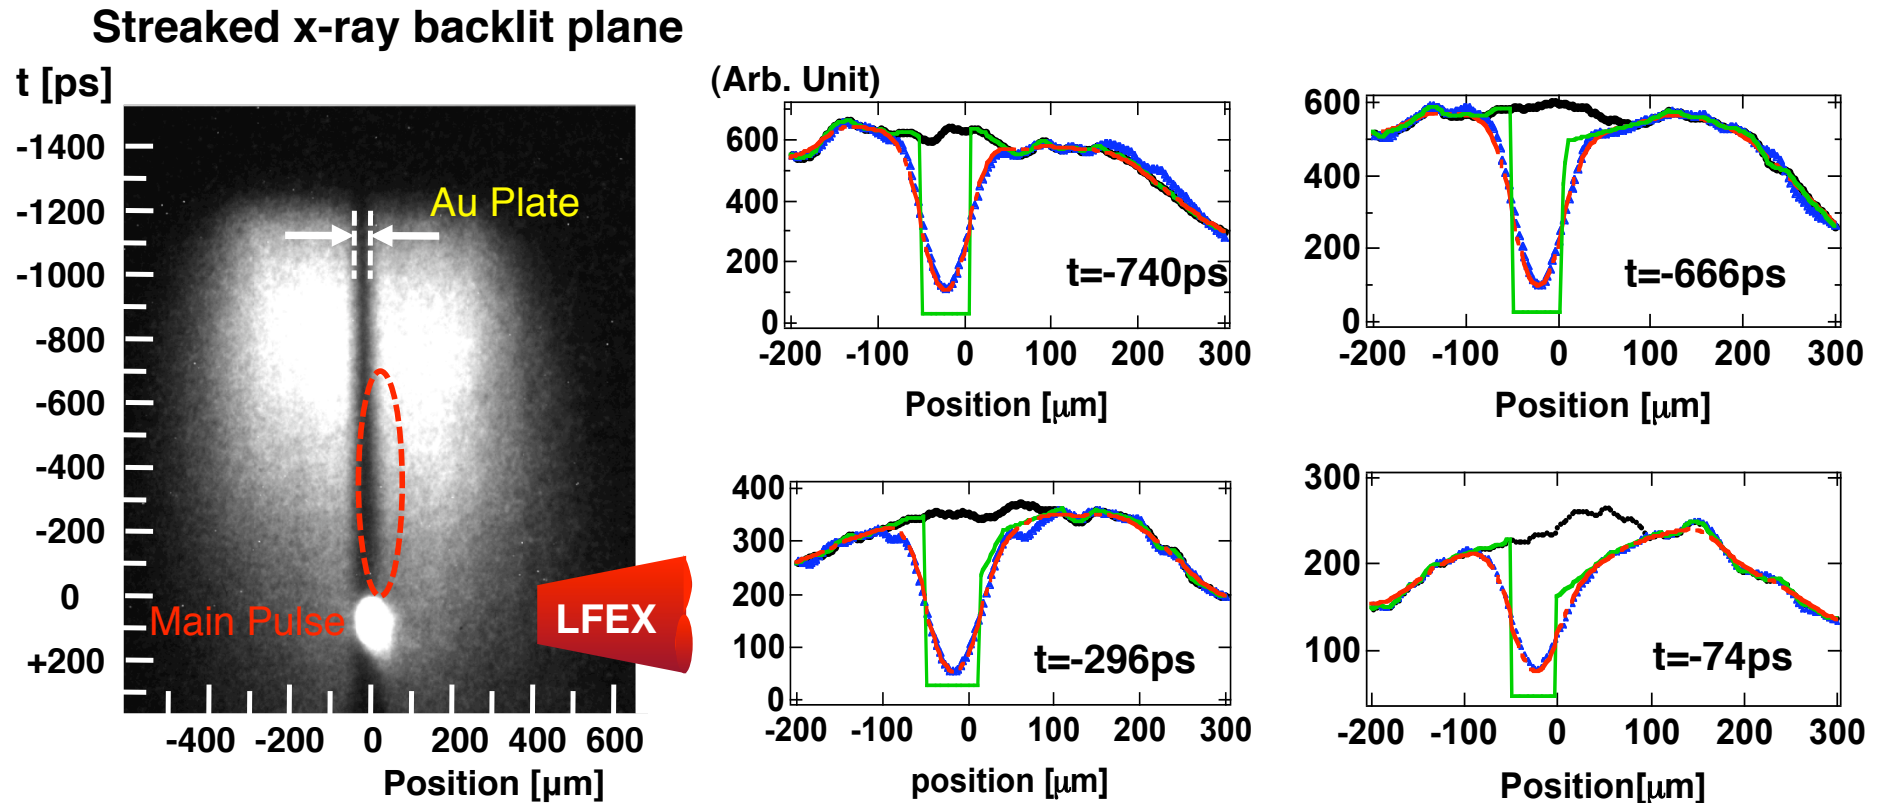 Streaked x-ray backlit plane
t [ps]
-1400
-1200
-1000
-800
-600
-400
-200
0
+200
Au Plate
Main Pulse
LFEX
-400 -200 0 200 400 600
Position [µm]
(Arb. Unit)
600
400
200
0
t=-740ps
-200 -100 0 100 200 300
Position [μm]
600
400
200
0
t=-666ps
-200 -100 0 100 200 300
Position [μm]
400
300
200
100
0
t=-296ps
-200 -100 0 100 200 300
position [μm]
300
200
100
t=-74ps
-200 -100 0 100 200 300
Position[μm]